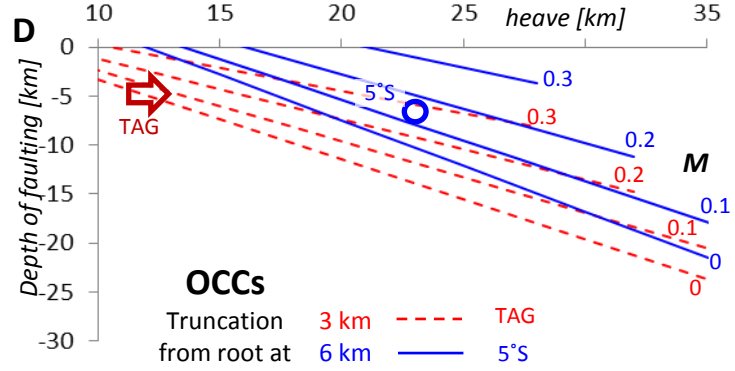 D
10 15 20 25 30 35
heave [km]
Depth of faulting [km]
0
-5
-10
-15
-20
-25
-30
TAG
5˚S
0.3
0.3
0.2
0.2
M
0.1
0.1
0
0
OCCs
Truncation 3 km TAG
from root at 6 km 5˚S